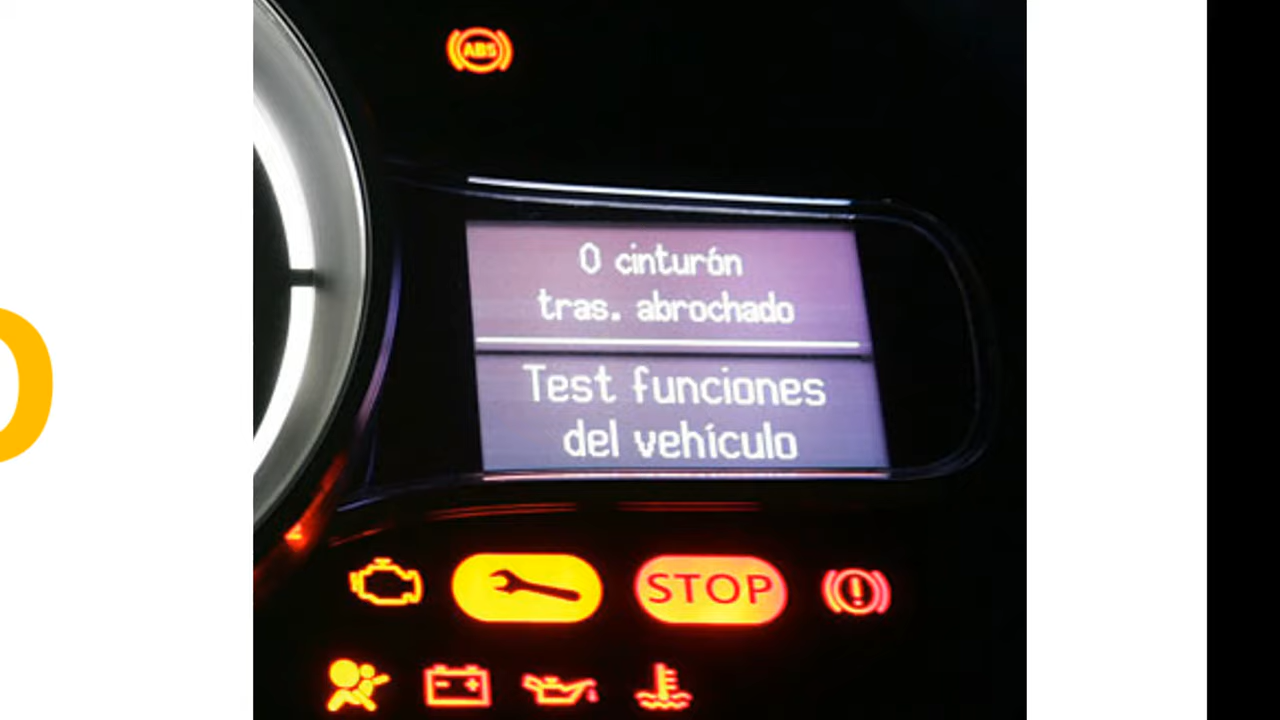 ABS
0 cinturón
tras. abrochado
Test funciones
del vehículo
STOP